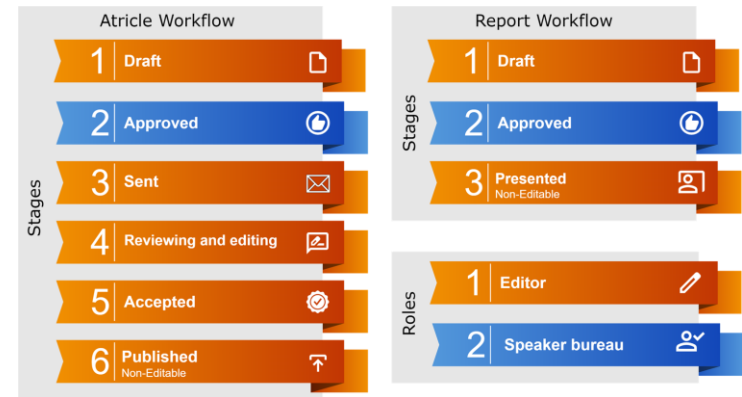 Atricle Workflow
Stages
1 Draft
2 Approved
3 Sent
4 Reviewing and editing
5 Accepted
6 Published
Non-Editable
Report Workflow
Stages
1 Draft
2 Approved
3 Presented
Non-Editable
Roles
1 Editor
2 Speaker bureau